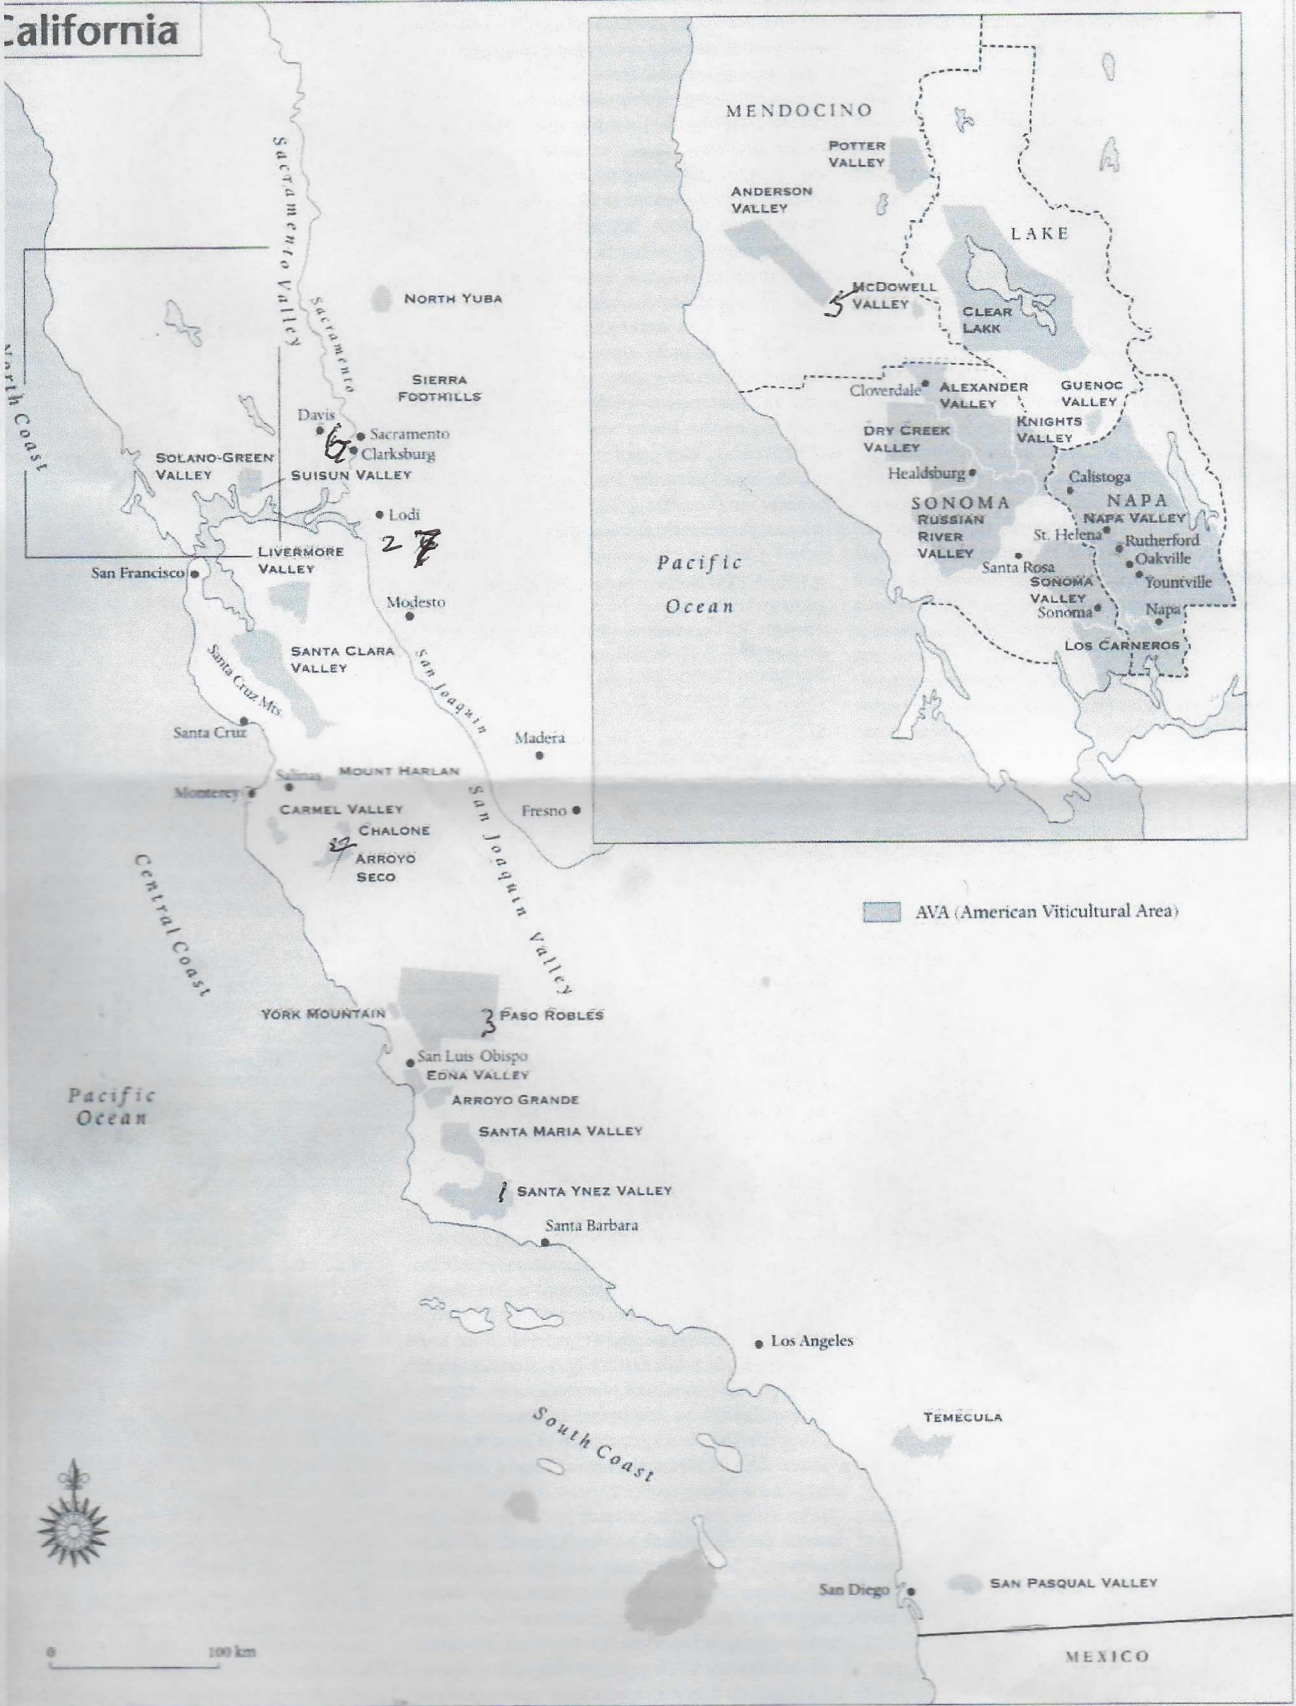 California
Sacramento Valley
Sacramento
NORTH YUBA
SIERRA
FOOTHILLS
North Coast
Davis
6
Sacramento
Clarksburg
SOLANO-GREEN
VALLEY
SUISUN VALLEY
Lodi
2
LIVERMORE
VALLEY
San Francisco
Modesto
SANTA CLARA
VALLEY
Santa Cruz Mts.
San Joaquin
Santa Cruz
Madera
Salinas
MOUNT HARLAN
Monterey
CARMEL VALLEY
Fresno
CHALONE
ARROYO
SECO
San Joaquin Valley
Central Coast
YORK MOUNTAIN
3 PASO ROBLES
San Luis Obispo
EDNA VALLEY
Pacific
Ocean
ARROYO GRANDE
SANTA MARIA VALLEY
1 SANTA YNEZ VALLEY
Santa Barbara
Los Angeles
South Coast
TEMECULA
San Diego
SAN PASQUAL VALLEY
MEXICO
0 100 km
MENDOCINO
POTTER
VALLEY
ANDERSON
VALLEY
LAKE
5
McDOWELL
VALLEY
CLEAR
LAKK
Cloverdale
ALEXANDER
VALLEY
GUENOC
VALLEY
DRY CREEK
VALLEY
KNIGHTS
VALLEY
Healdsburg
Calistoga
SONOMA
NAPA
RUSSIAN
RIVER
VALLEY
NAPA VALLEY
St. Helena
Rutherford
Oakville
Santa Rosa
Yountville
SONOMA
VALLEY
Sonoma
Napa
LOS CARNEROS
Pacific
Ocean
AVA (American Viticultural Area)